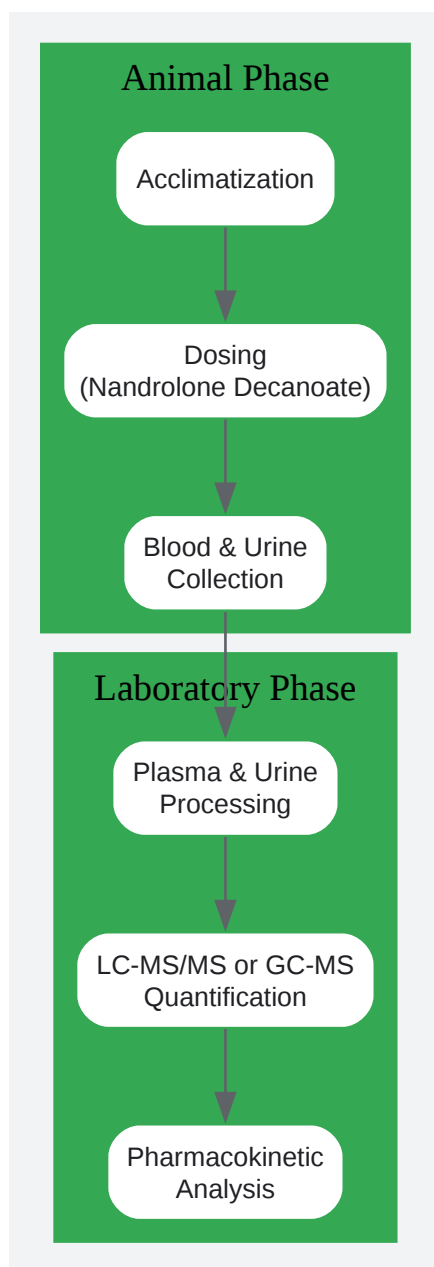 Animal Phase
Acclimatization
Dosing
(Nandrolone Decanoate)
Blood & Urine
Collection
Laboratory Phase
Plasma & Urine
Processing
LC-MS/MS or GC-MS
Quantification
Pharmacokinetic
Analysis